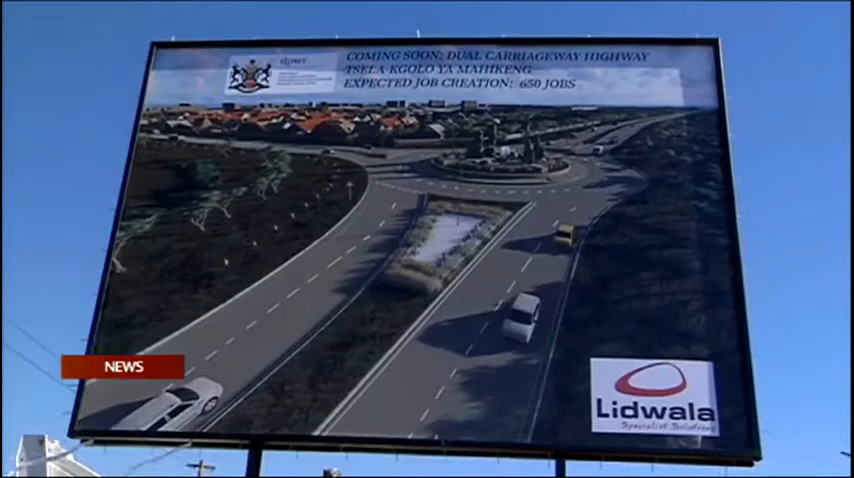 dpwr
COMING SOON: DUAL CARRIAGEWAY HIGHWAY
TSELA-KGOLO YA MAHIKENG
EXPECTED JOB CREATION: 650 JOBS
NEWS
Lidwala
Specialist Solutions